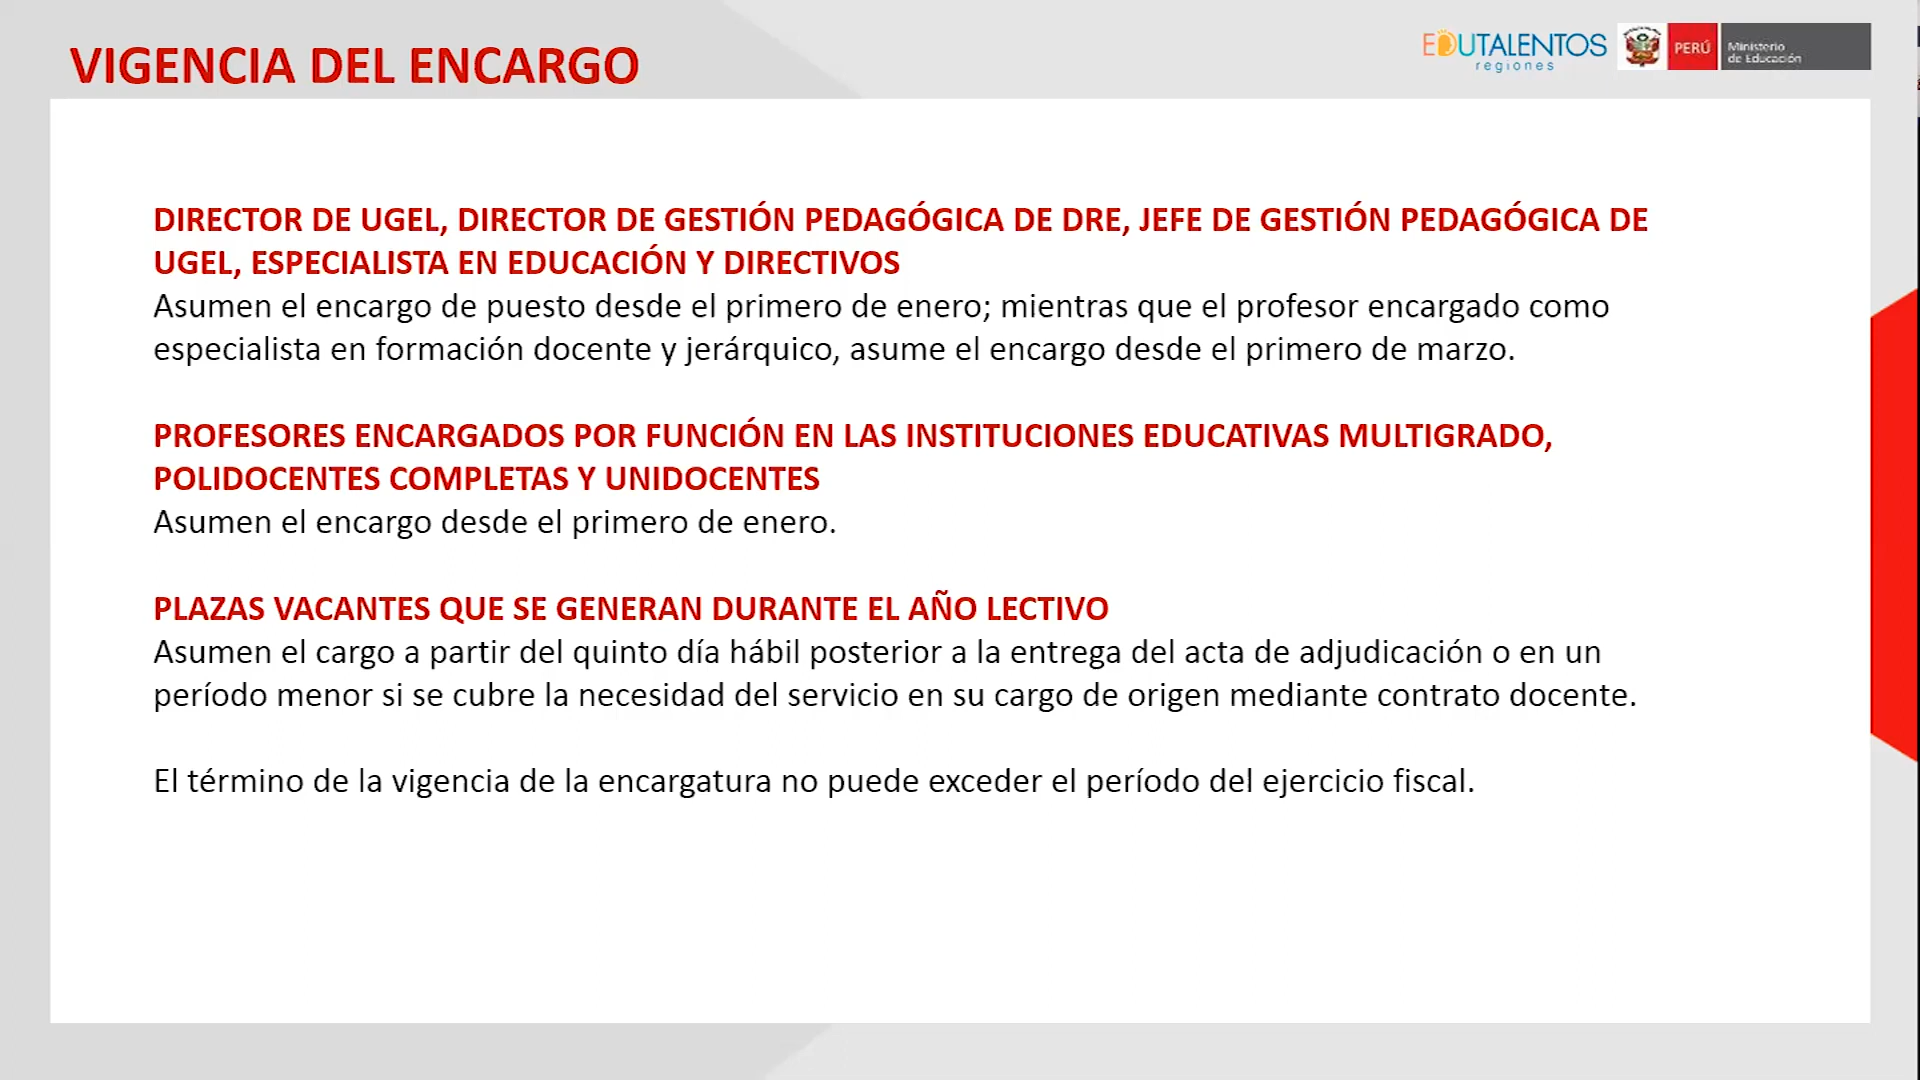 VIGENCIA DEL ENCARGO
EDUTALENTOS
regiones
PERÚ
Ministerio
de Educación
DIRECTOR DE UGEL, DIRECTOR DE GESTIÓN PEDAGÓGICA DE DRE, JEFE DE GESTIÓN PEDAGÓGICA DE
UGEL, ESPECIALISTA EN EDUCACIÓN Y DIRECTIVOS
Asumen el encargo de puesto desde el primero de enero; mientras que el profesor encargado como
especialista en formación docente y jerárquico, asume el encargo desde el primero de marzo.
PROFESORES ENCARGADOS POR FUNCIÓN EN LAS INSTITUCIONES EDUCATIVAS MULTIGRADO,
POLIDOCENTES COMPLETAS Y UNIDOCENTES
Asumen el encargo desde el primero de enero.
PLAZAS VACANTES QUE SE GENERAN DURANTE EL AÑO LECTIVO
Asumen el cargo a partir del quinto día hábil posterior a la entrega del acta de adjudicación o en un
período menor si se cubre la necesidad del servicio en su cargo de origen mediante contrato docente.
El término de la vigencia de la encargatura no puede exceder el período del ejercicio fiscal.